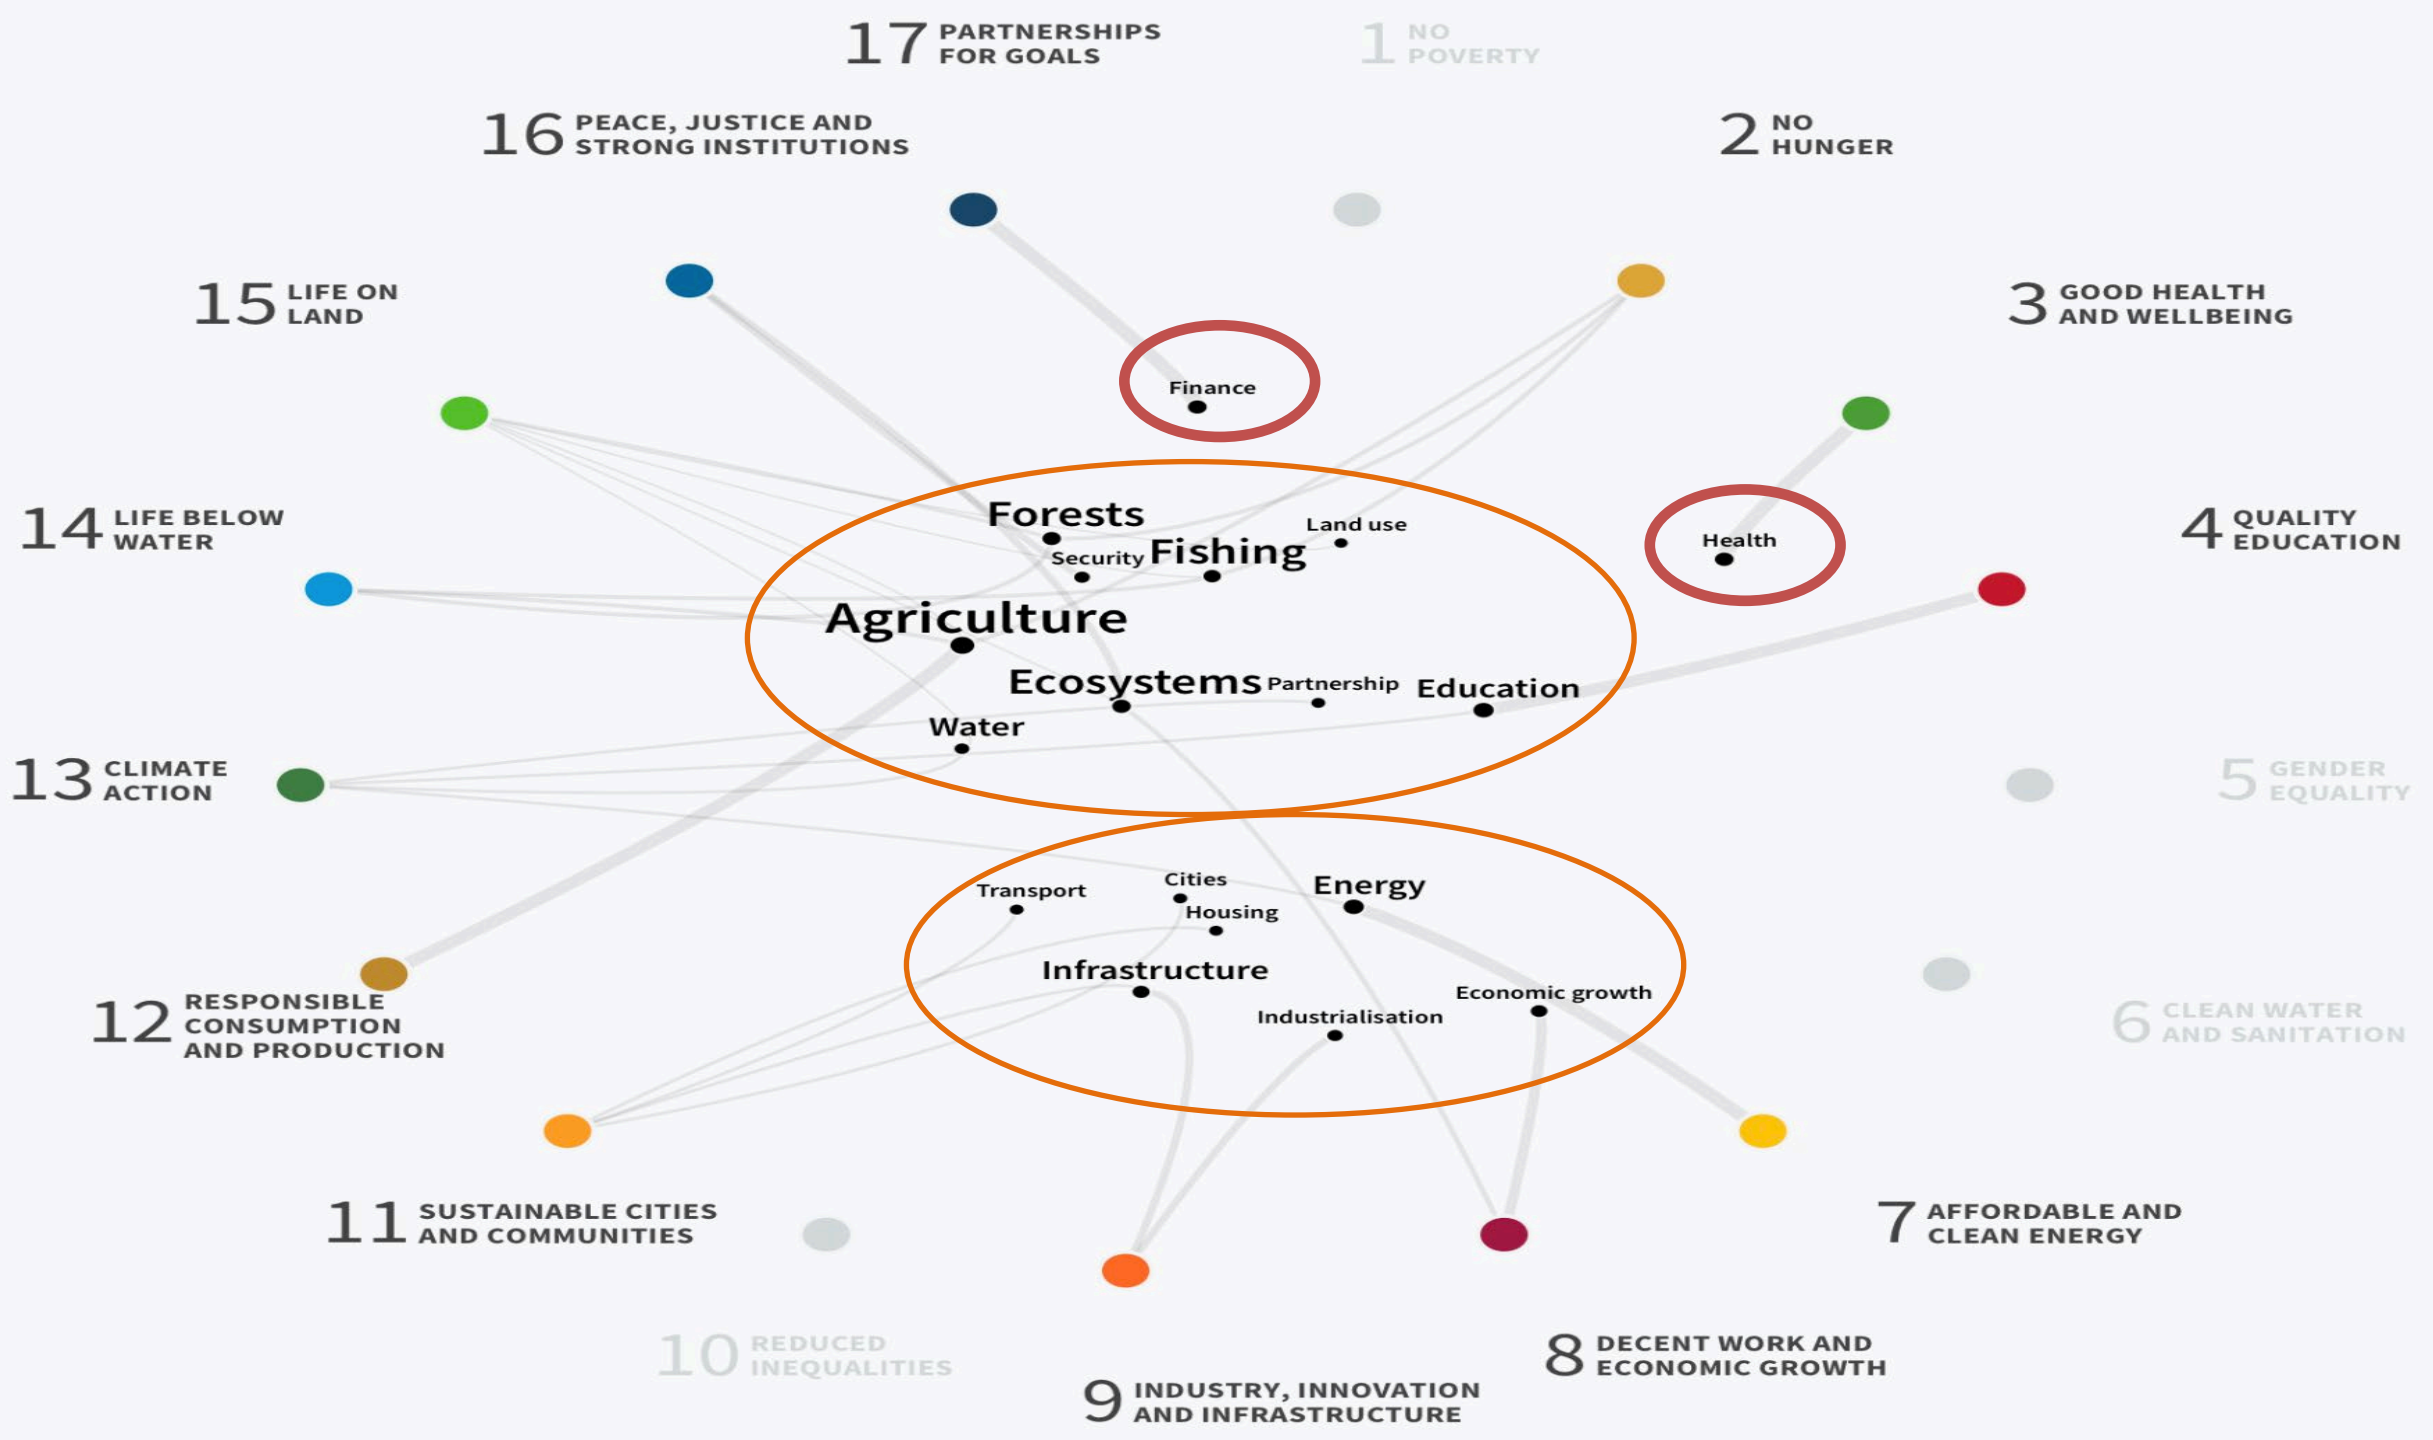 17 PARTNERSHIPS
FOR GOALS
1 NO
POVERTY
16 PEACE, JUSTICE AND
STRONG INSTITUTIONS
2 NO
HUNGER
15 LIFE ON
LAND
3 GOOD HEALTH
AND WELLBEING
Finance
14 LIFE BELOW
WATER
4 QUALITY
EDUCATION
Forests
Land use
Security
Fishing
Health
Agriculture
Ecosystems
Partnership
Education
Water
13 CLIMATE
ACTION
5 GENDER
EQUALITY
Transport
Cities
Energy
Housing
Infrastructure
Economic growth
Industrialisation
12 RESPONSIBLE
CONSUMPTION
AND PRODUCTION
6 CLEAN WATER
AND SANITATION
11 SUSTAINABLE CITIES
AND COMMUNITIES
7 AFFORDABLE AND
CLEAN ENERGY
10 REDUCED
INEQUALITIES
8 DECENT WORK AND
ECONOMIC GROWTH
9 INDUSTRY, INNOVATION
AND INFRASTRUCTURE